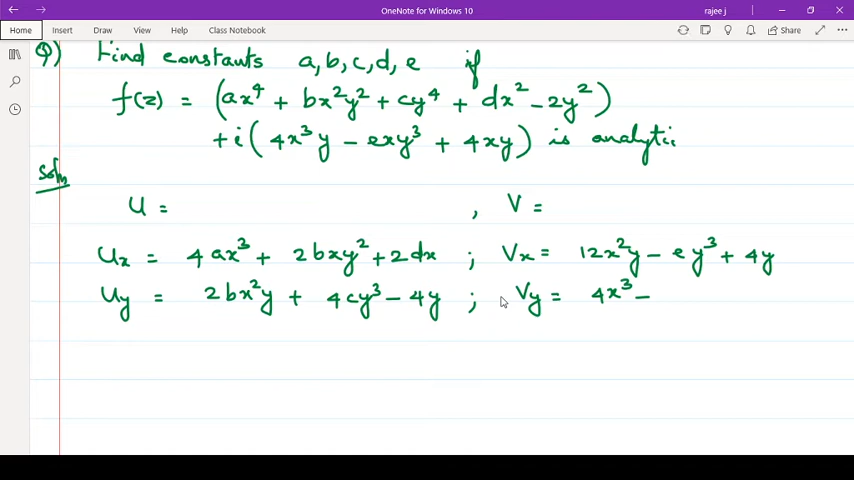 OneNote for Windows 10
rajee j
Home Insert Draw View Help Class Notebook Share
Q) Find constants a,b,c,d,e if
f(z) = (ax⁴ + bx²y² + cy⁴ + dx² - 2y²)
+i(4x³y - exy³ + 4xy) is analytic
Soln
U = , V =
Ux = 4ax³ + 2bxy² + 2dx ; Vx = 12x²y - ey³ + 4y
Uy = 2bx²y + 4cy³ - 4y ; Vy = 4x³ -